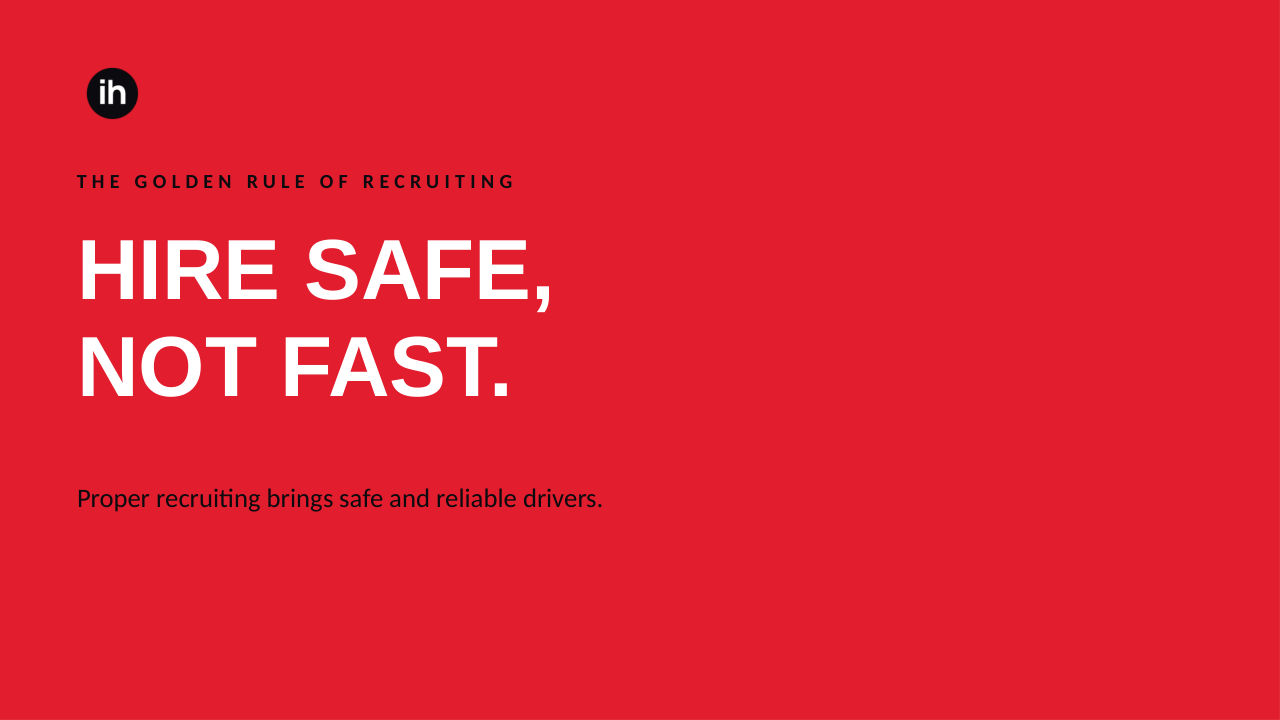 ih
THE GOLDEN RULE OF RECRUITING
HIRE SAFE,
NOT FAST.
Proper recruiting brings safe and reliable drivers.